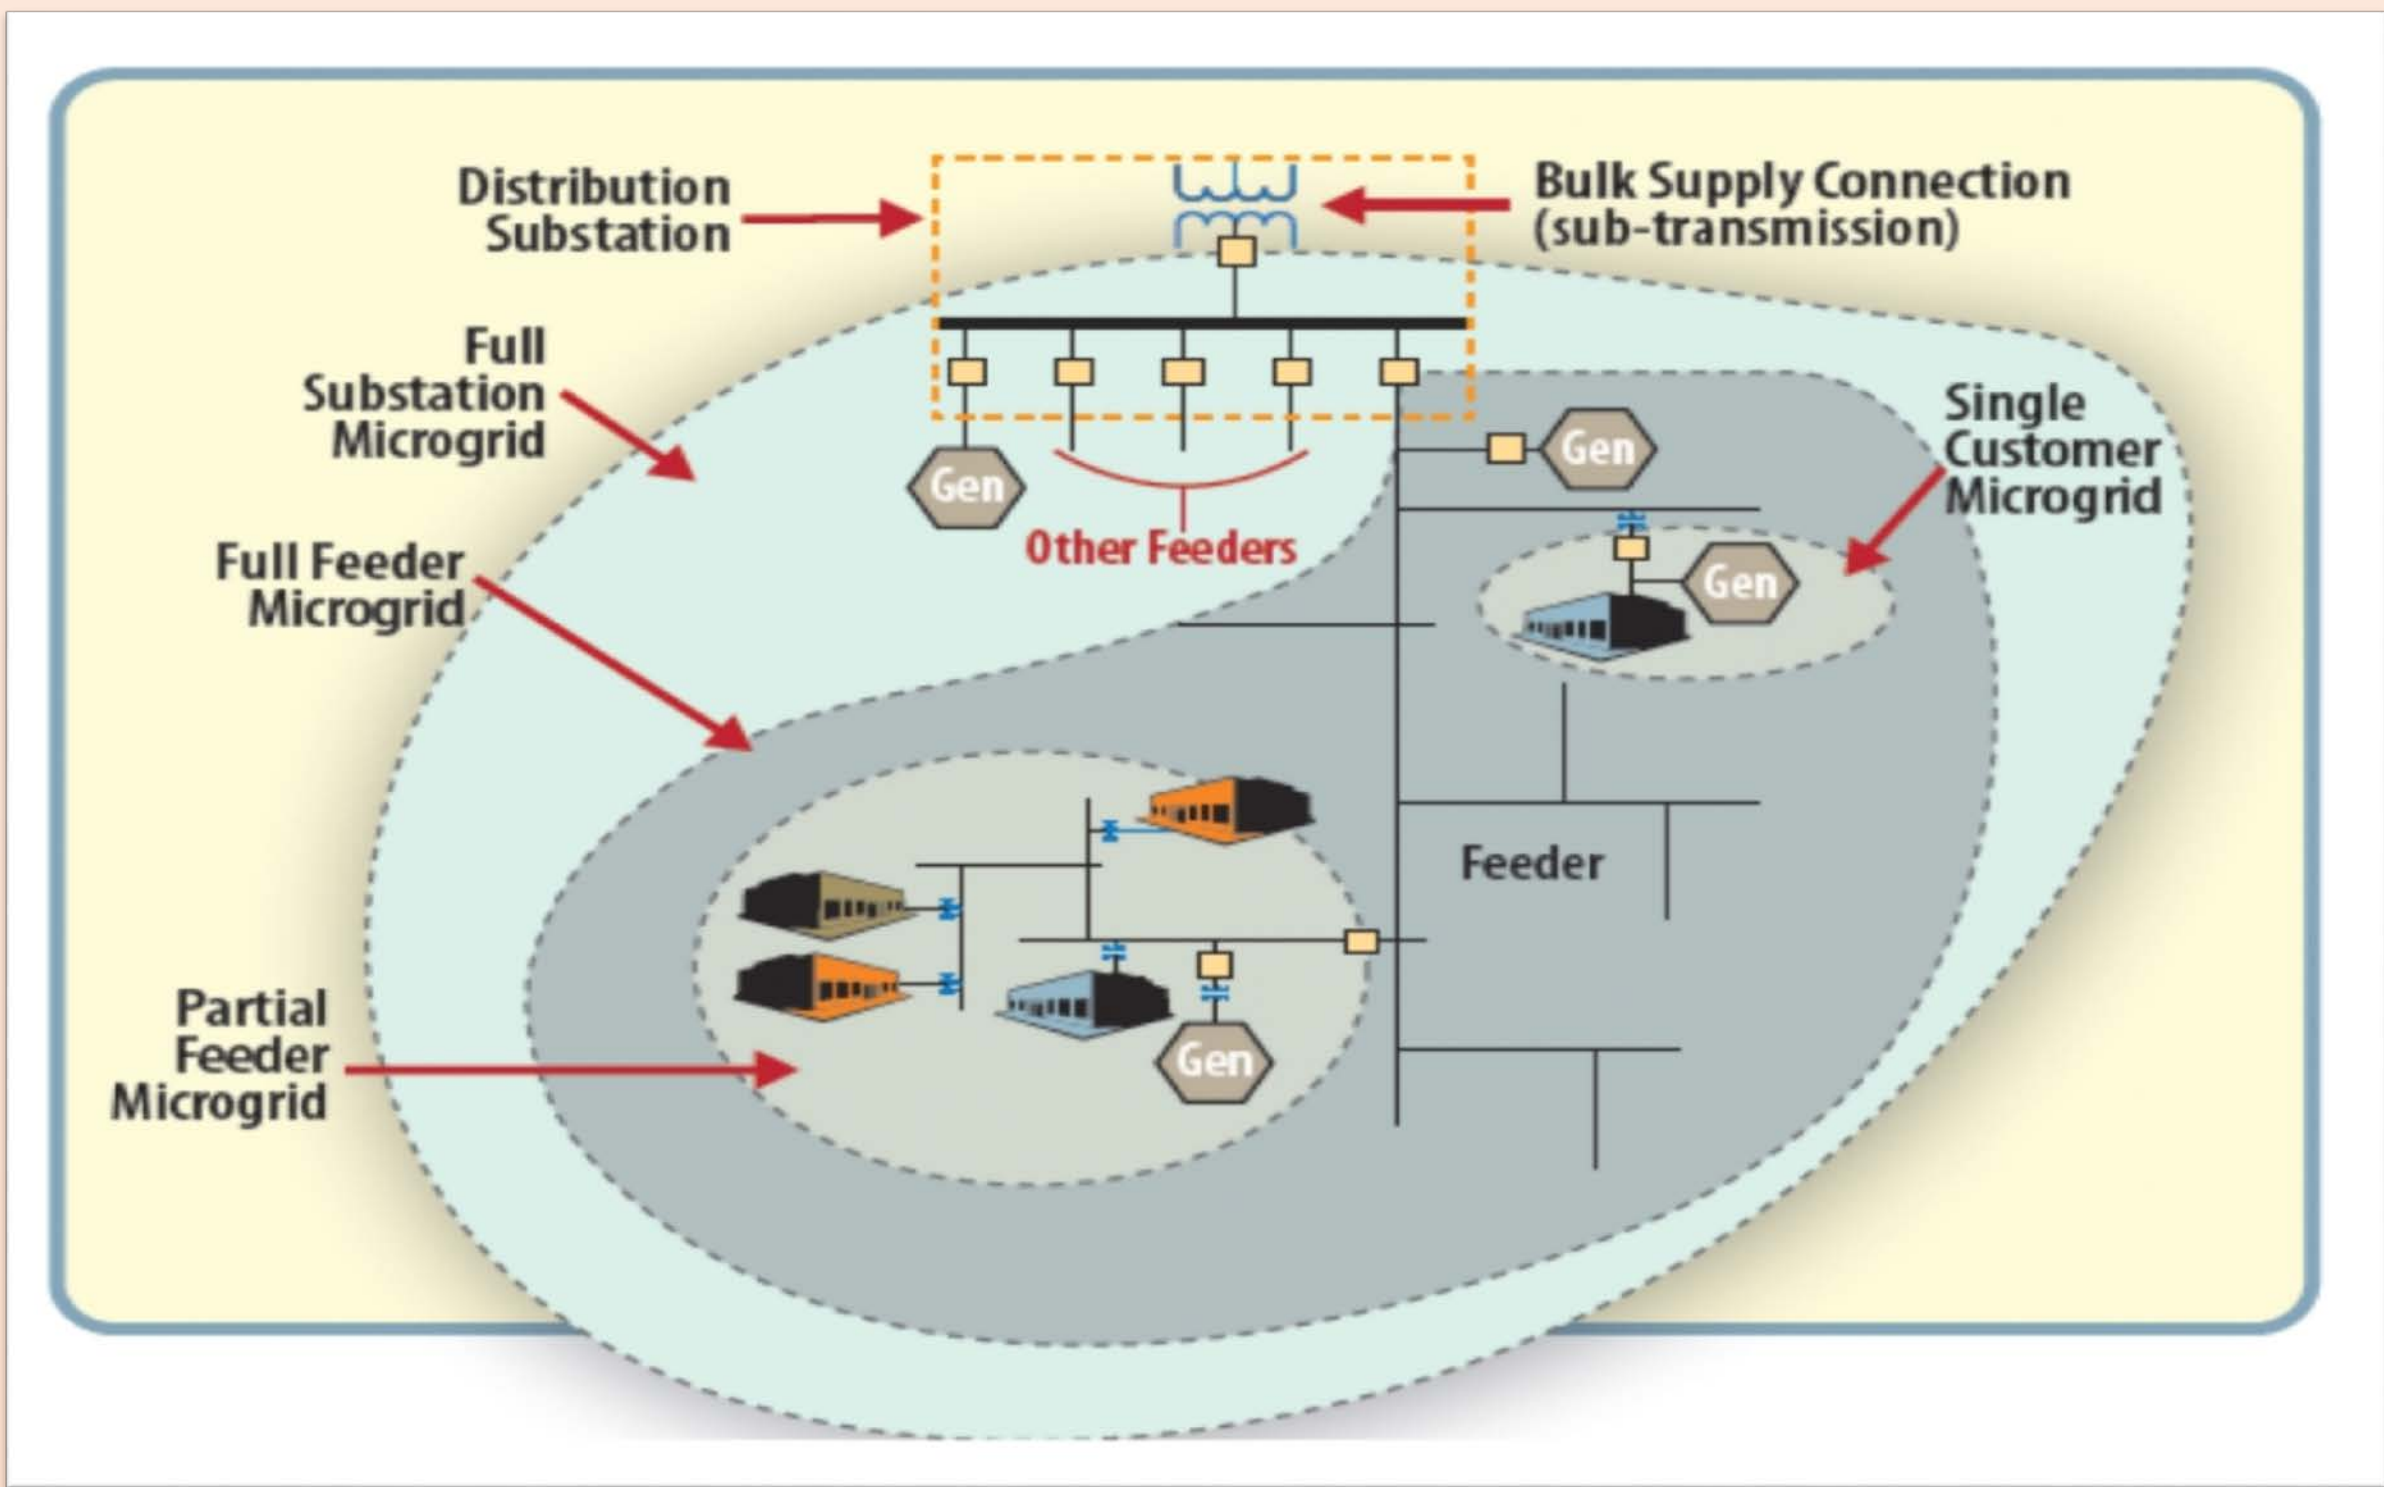 Distribution
Substation
Bulk Supply Connection
(sub-transmission)
Full
Substation
Microgrid
Single
Customer
Microgrid
Gen
Gen
Other Feeders
Full Feeder
Microgrid
Gen
Feeder
Partial
Feeder
Microgrid
Gen